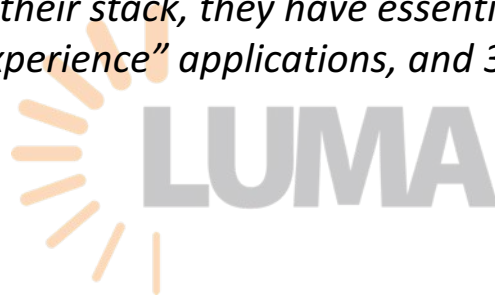 their stack, they have essenti
xperience” applications, and 3
LUMA